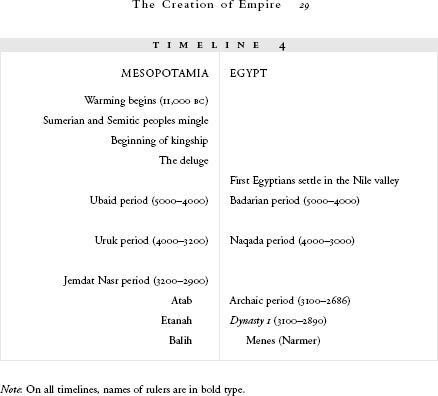 The Creation of Empire 29
TIMELINE 4
MESOPOTAMIA EGYPT
Warming begins (11,000 BC)
Sumerian and Semitic peoples mingle
Beginning of kingship
The deluge
First Egyptians settle in the Nile valley
Ubaid period (5000–4000) Badarian period (5000–4000)
Uruk period (4000–3200) Naqada period (4000–3000)
Jemdat Nasr period (3200–2900)
Atab Archaic period (3100–2686)
Etanah Dynasty 1 (3100–2890)
Balih Menes (Narmer)
Note: On all timelines, names of rulers are in bold type.